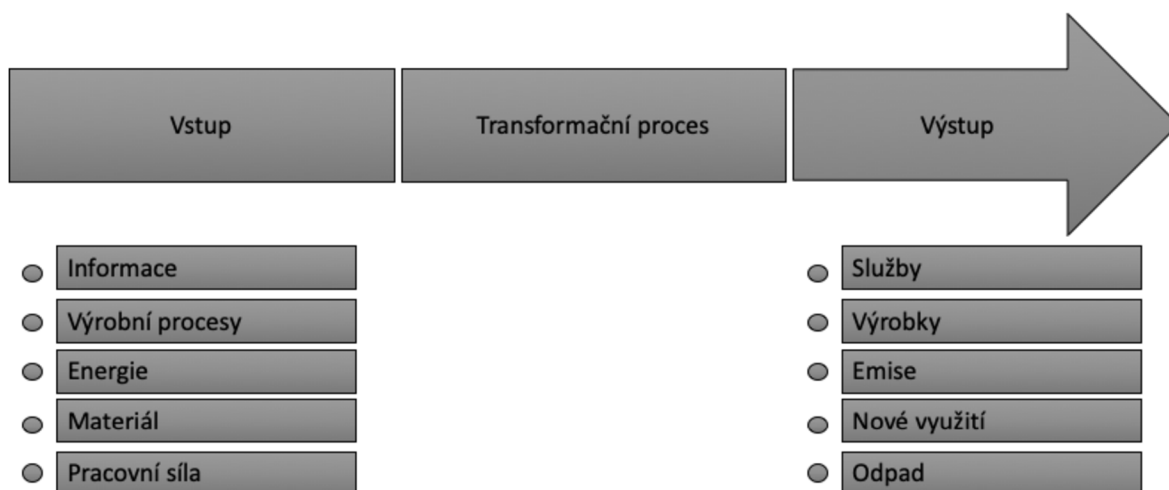 Vstup
Transformační proces
Výstup
Informace
Výrobní procesy
Energie
Materiál
Pracovní síla
Služby
Výrobky
Emise
Nové využití
Odpad